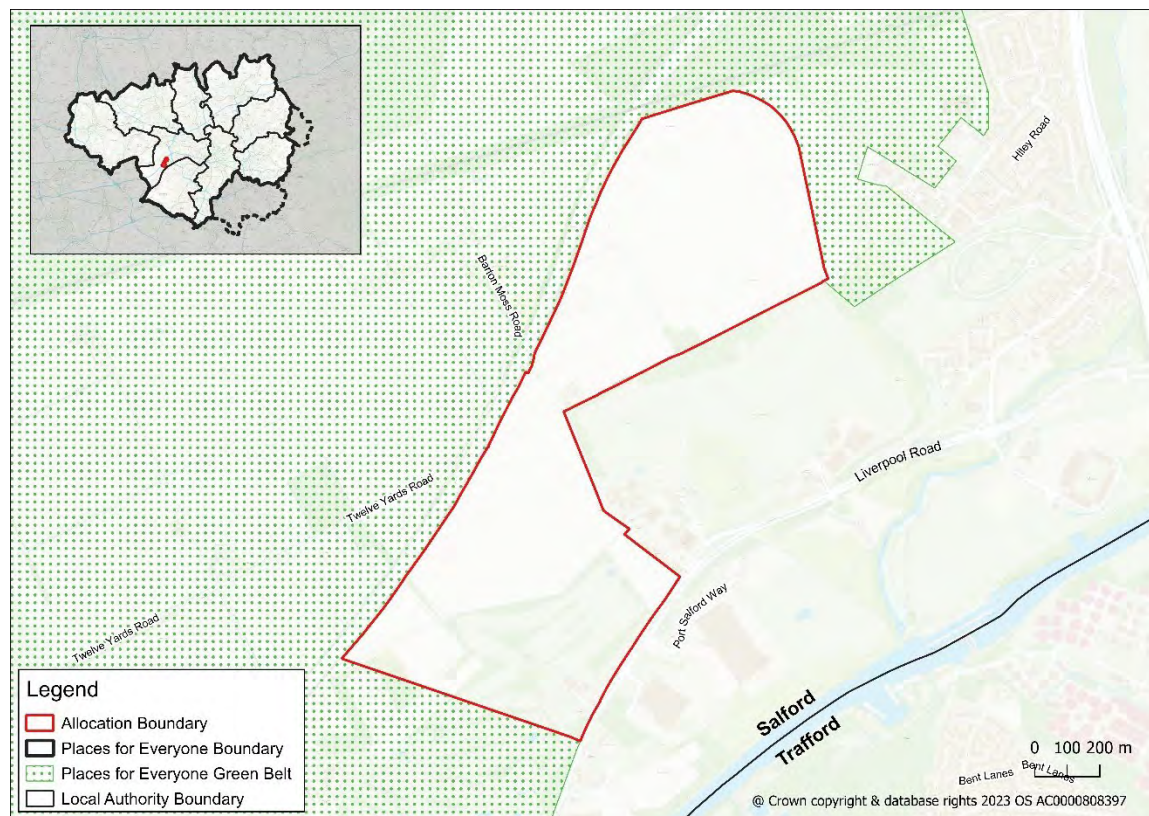 Hiley Road
Barton Moss Road
Liverpool Road
Twelve Yards Road
Port Salford Way
Twelve Yards Road
Salford
Trafford
Legend
Allocation Boundary
Places for Everyone Boundary
Places for Everyone Green Belt
Local Authority Boundary
0 100 200 m
Bent Lanes
Bent Lanes
@ Crown copyright & database rights 2023 OS AC0000808397